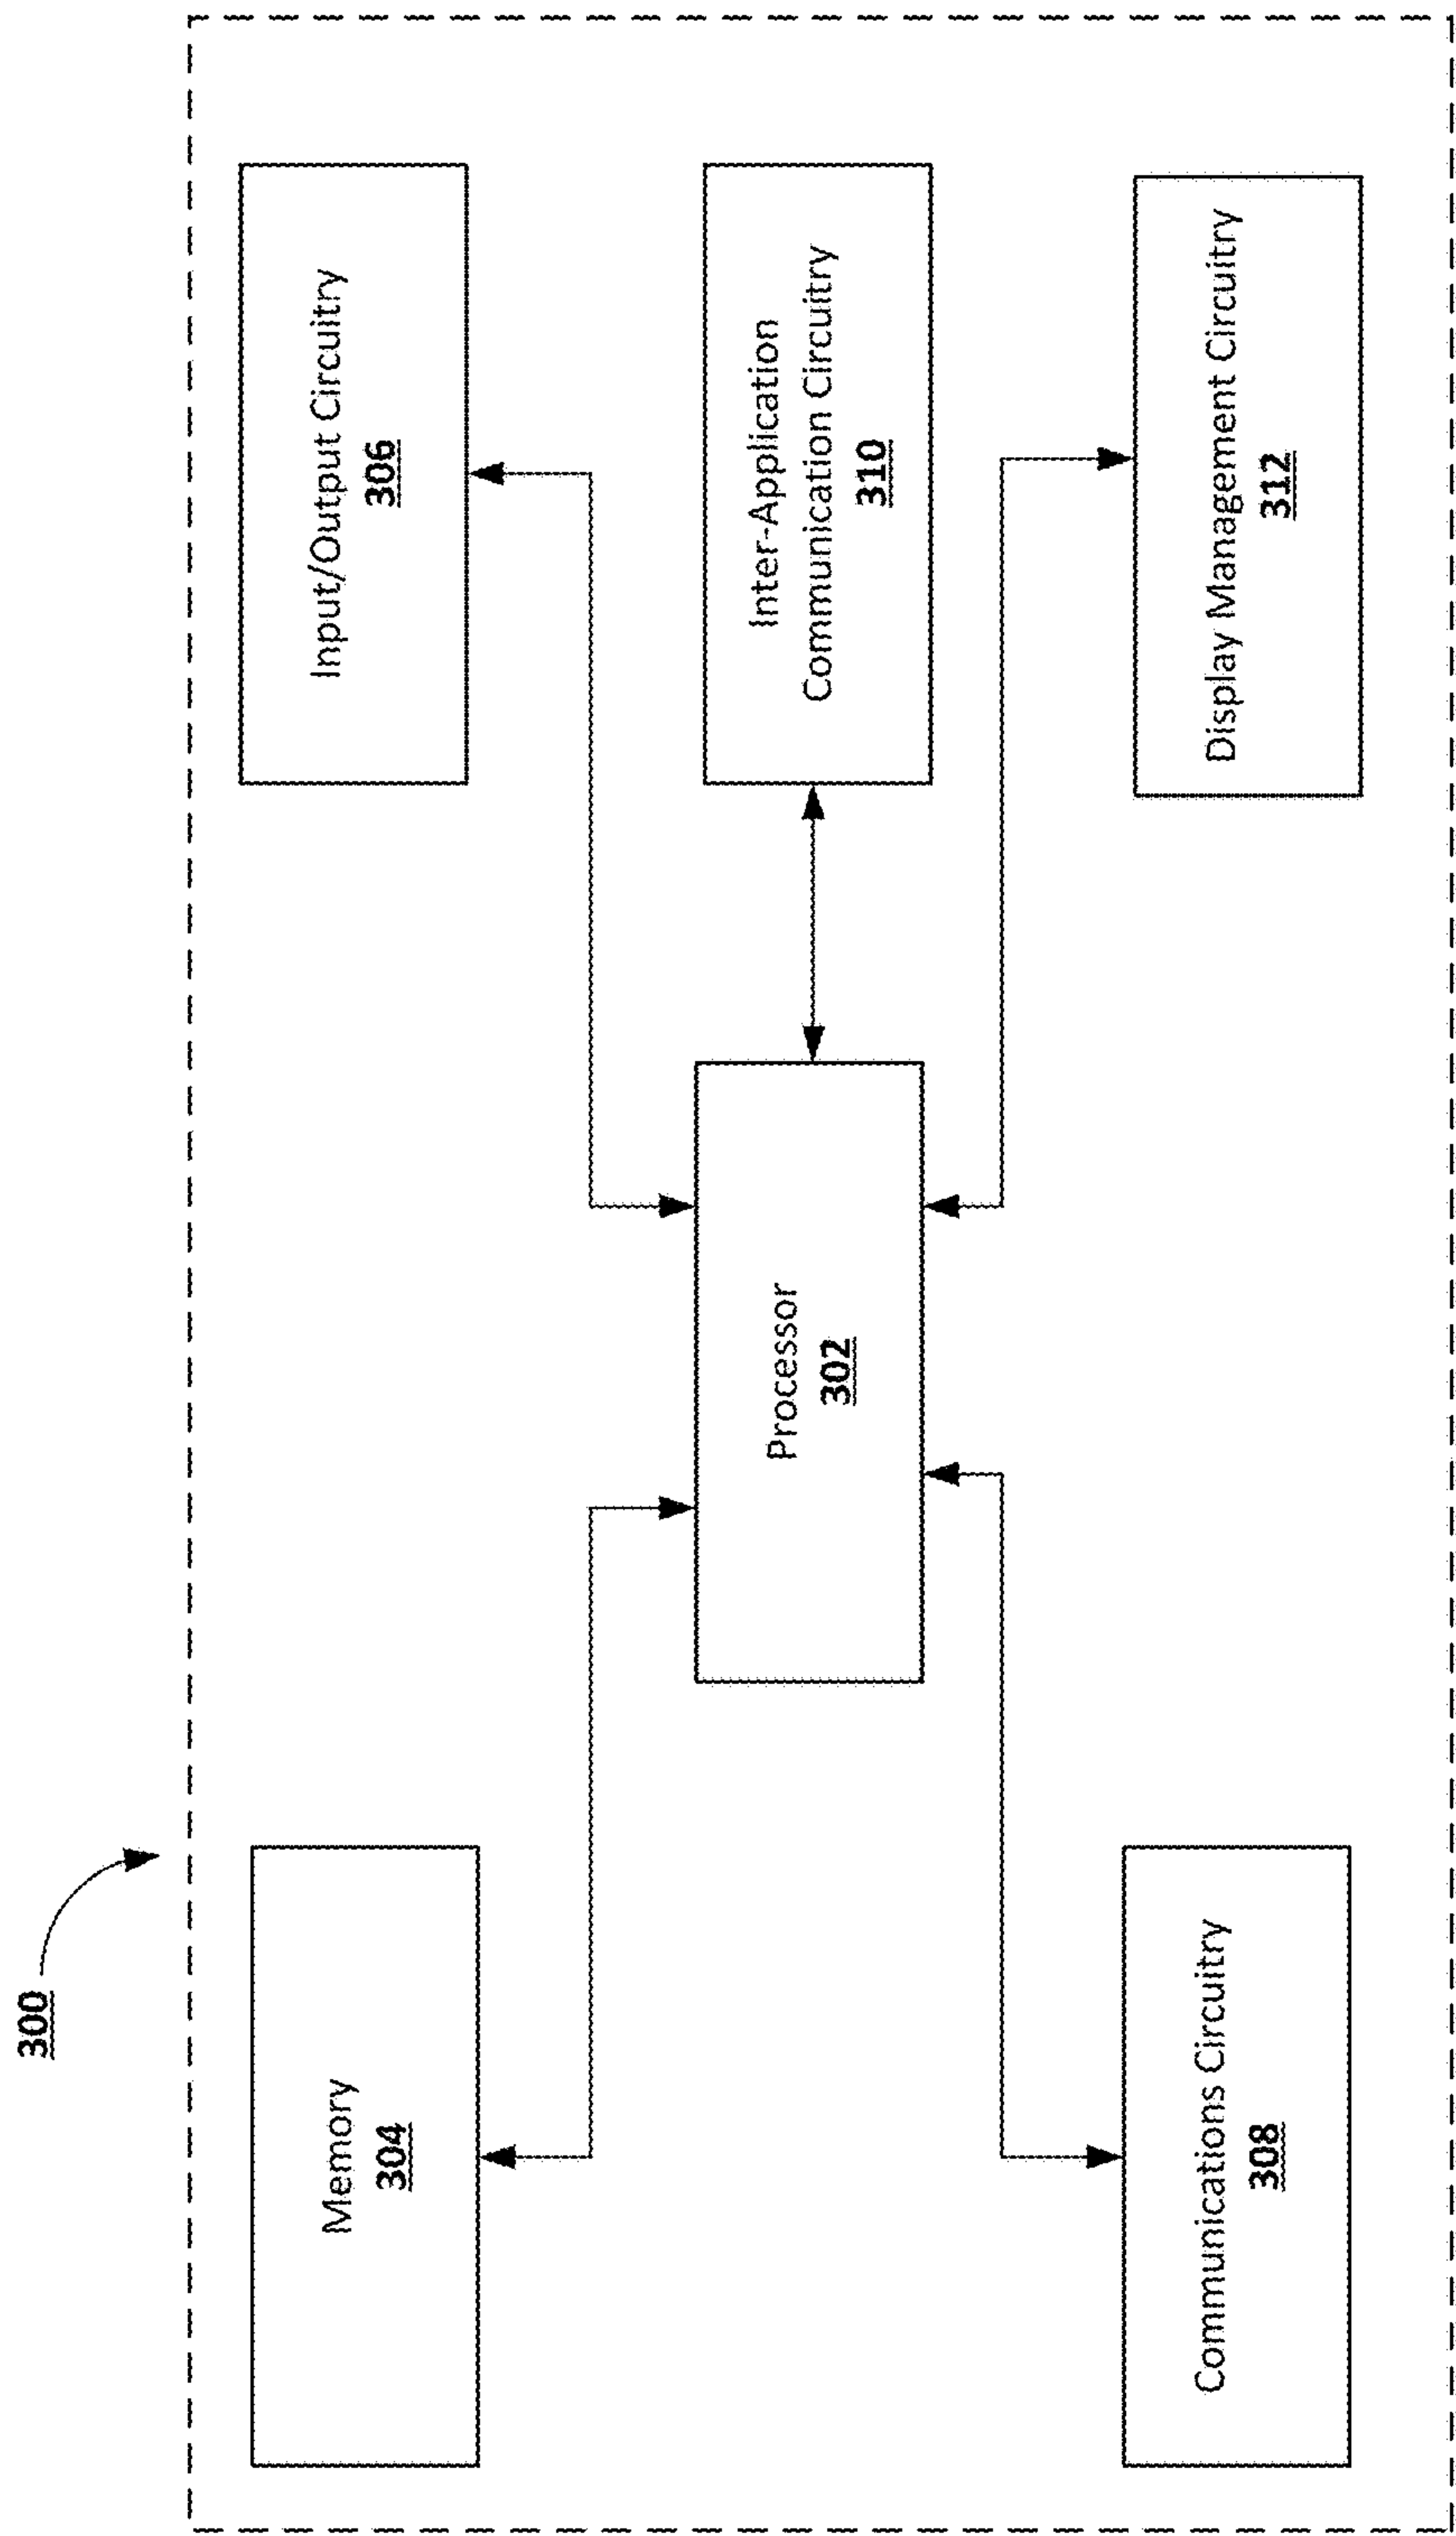 300
Memory
304
Input/Output Circuitry
306
Processor
302
Inter-Application
Communication Circuitry
310
Communications Circuitry
308
Display Management Circuitry
312